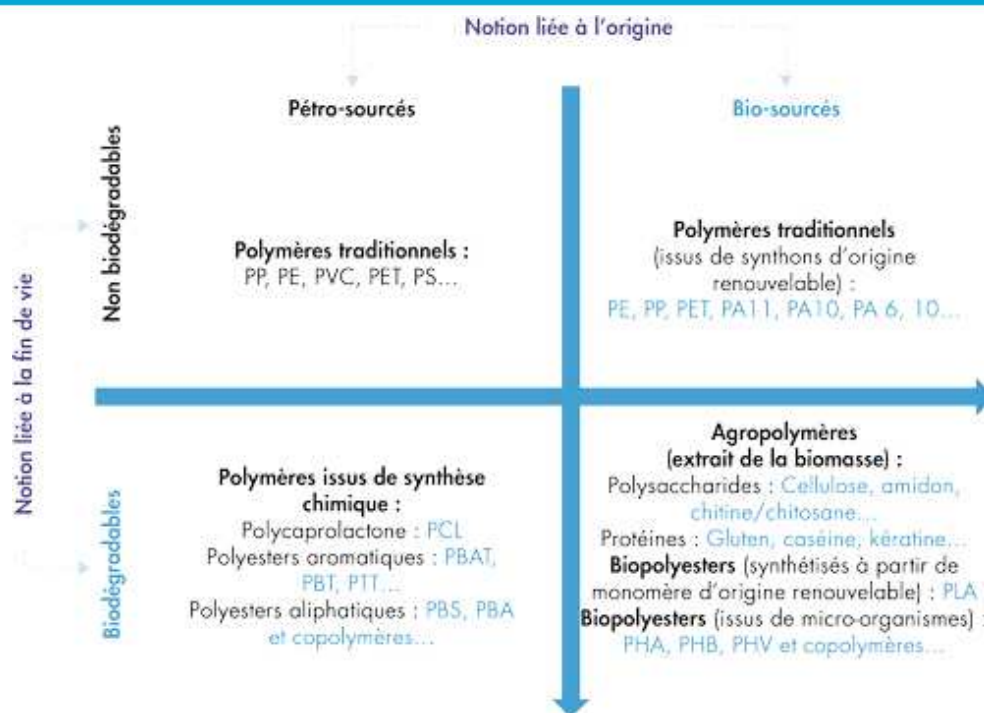 Notion liée à l'origine
Pétro-sourcés
Bio-sourcés
Notion liée à la fin de vie
Non biodégradables
Polymères traditionnels :
PP, PE, PVC, PET, PS...
Polymères traditionnels
(issus de synthons d'origine
renouvelable) :
PE, PP, PET, PA11, PA10, PA 6, 10...
Biodégradables
Polymères issus de synthèse
chimique :
Polycaprolactone : PCL
Polyesters aromatiques : PBAT,
PBT, PTT...
Polyesters aliphatiques : PBS, PBA
et copolymères...
Agropolymères
(extrait de la biomasse) :
Polysaccharides : Cellulose, amidon,
chitine/chitosane...
Protéines : Gluten, caséine, kératine...
Biopolyesters (synthétisés à partir de
monomère d'origine renouvelable) : PLA
Biopolyesters (issus de micro-organismes) :
PHA, PHB, PHV et copolymères...